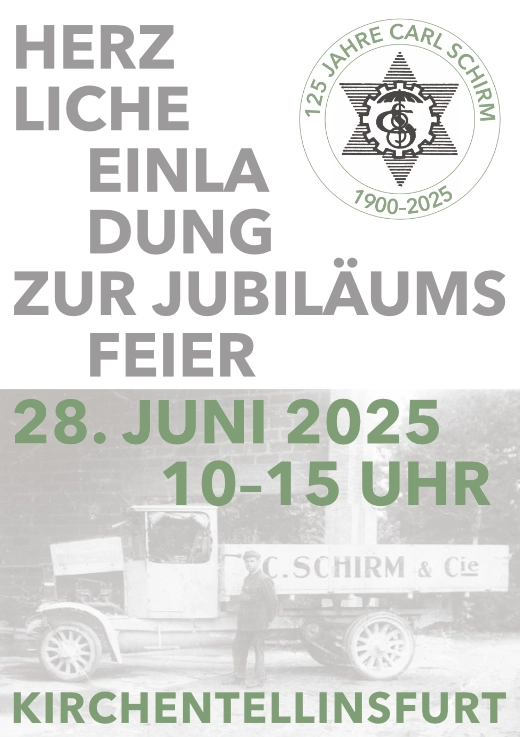 HERZ
LICHE
EINLA
DUNG
ZUR JUBILÄUMS
FEIER
125 JAHRE CARL SCHIRM
CSS
1900–2025
28. JUNI 2025
10–15 UHR
C. SCHIRM & Cie
KIRCHENTELLINSFURT